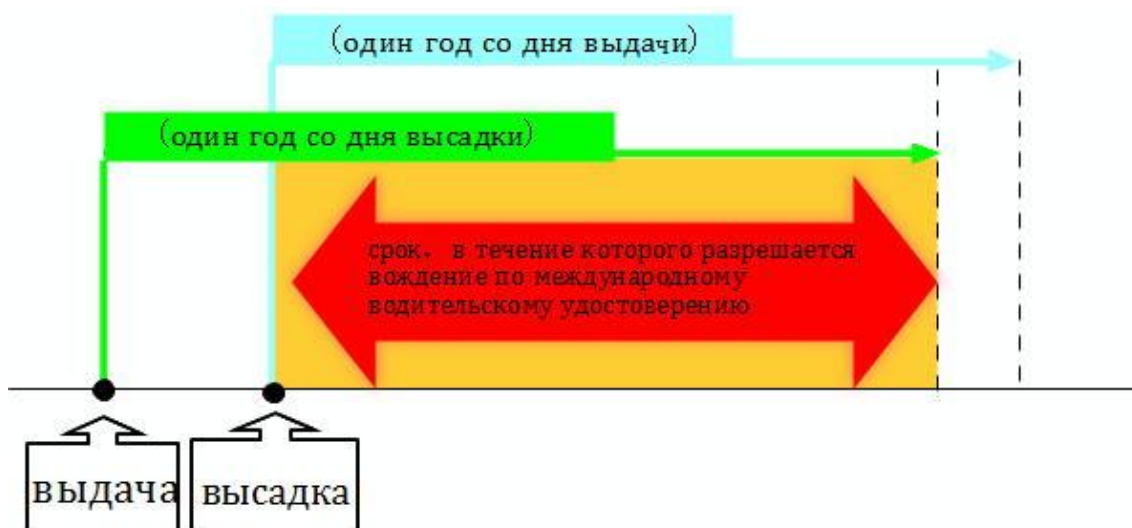 (один год со дня выдачи)
(один год со дня высадки)
срок. в течение которого разрешается
вождение по международному
водительскому удостоверению
выдача
высадка